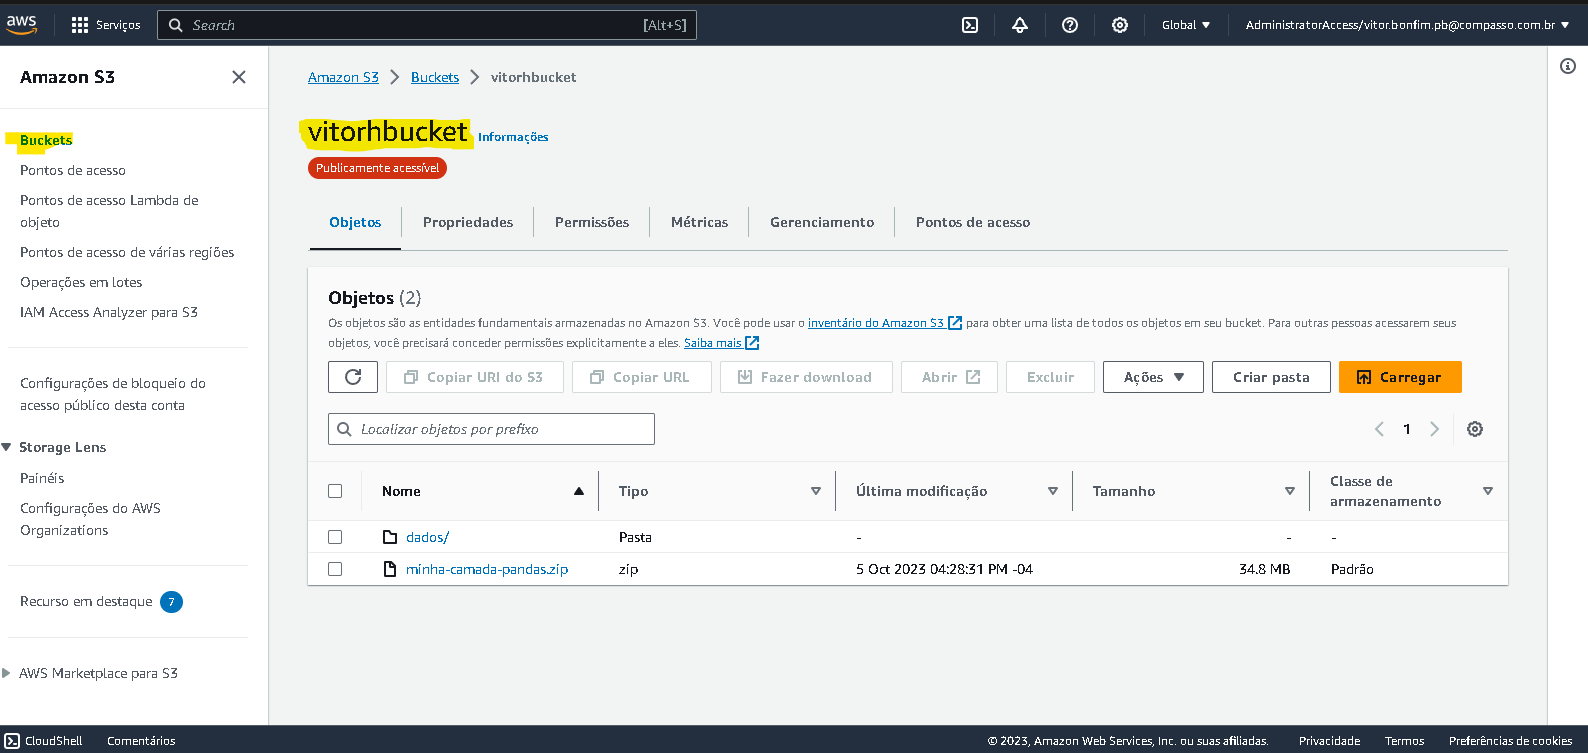 aws
Serviços
Search
[Alt+S]
Global
AdministratorAccess/vitor.bonfim.pb@compasso.com.br
Amazon S3
Buckets
Pontos de acesso
Pontos de acesso Lambda de
objeto
Pontos de acesso de várias regiões
Operações em lotes
IAM Access Analyzer para S3
Configurações de bloqueio do
acesso público desta conta
Storage Lens
Painéis
Configurações do AWS
Organizations
Recurso em destaque 7
AWS Marketplace para S3
Amazon S3 > Buckets > vitorhbucket
vitorhbucket Informações
Publicamente acessível
Objetos
Propriedades
Permissões
Métricas
Gerenciamento
Pontos de acesso
Objetos (2)
Os objetos são as entidades fundamentais armazenadas no Amazon S3. Você pode usar o inventário do Amazon S3 para obter uma lista de todos os objetos em seu bucket. Para outras pessoas acessarem seus
objetos, você precisará conceder permissões explicitamente a eles. Saiba mais
Copiar URI do S3
Copiar URL
Fazer download
Abrir
Excluir
Ações
Criar pasta
Carregar
Localizar objetos por prefixo
1
Nome
Tipo
Última modificação
Tamanho
Classe de
armazenamento
dados/ Pasta - - -
minha-camada-pandas.zip zip 5 Oct 2023 04:28:31 PM -04 34.8 MB Padrão
CloudShell
Comentários
© 2023, Amazon Web Services, Inc. ou suas afiliadas.
Privacidade
Termos
Preferências de cookies